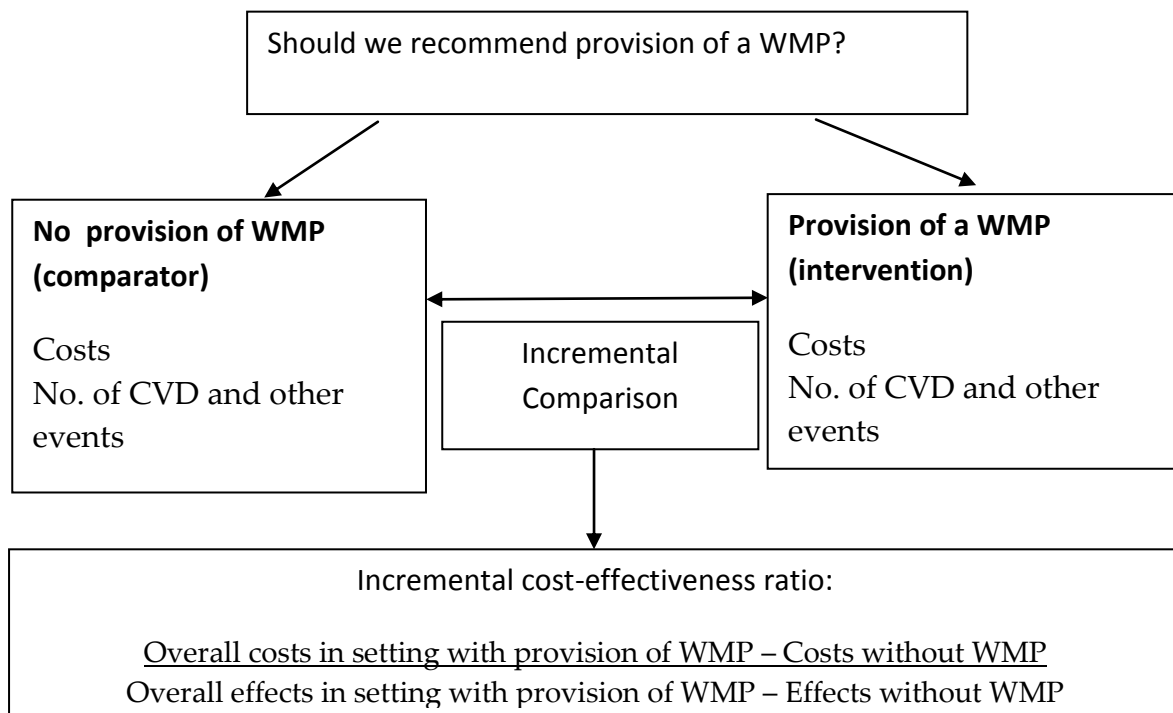 Should we recommend provision of a WMP?
No provision of WMP
(comparator)
Costs
No. of CVD and other
events
Incremental
Comparison
Provision of a WMP
(intervention)
Costs
No. of CVD and other
events
Incremental cost-effectiveness ratio:
Overall costs in setting with provision of WMP – Costs without WMP
Overall effects in setting with provision of WMP – Effects without WMP